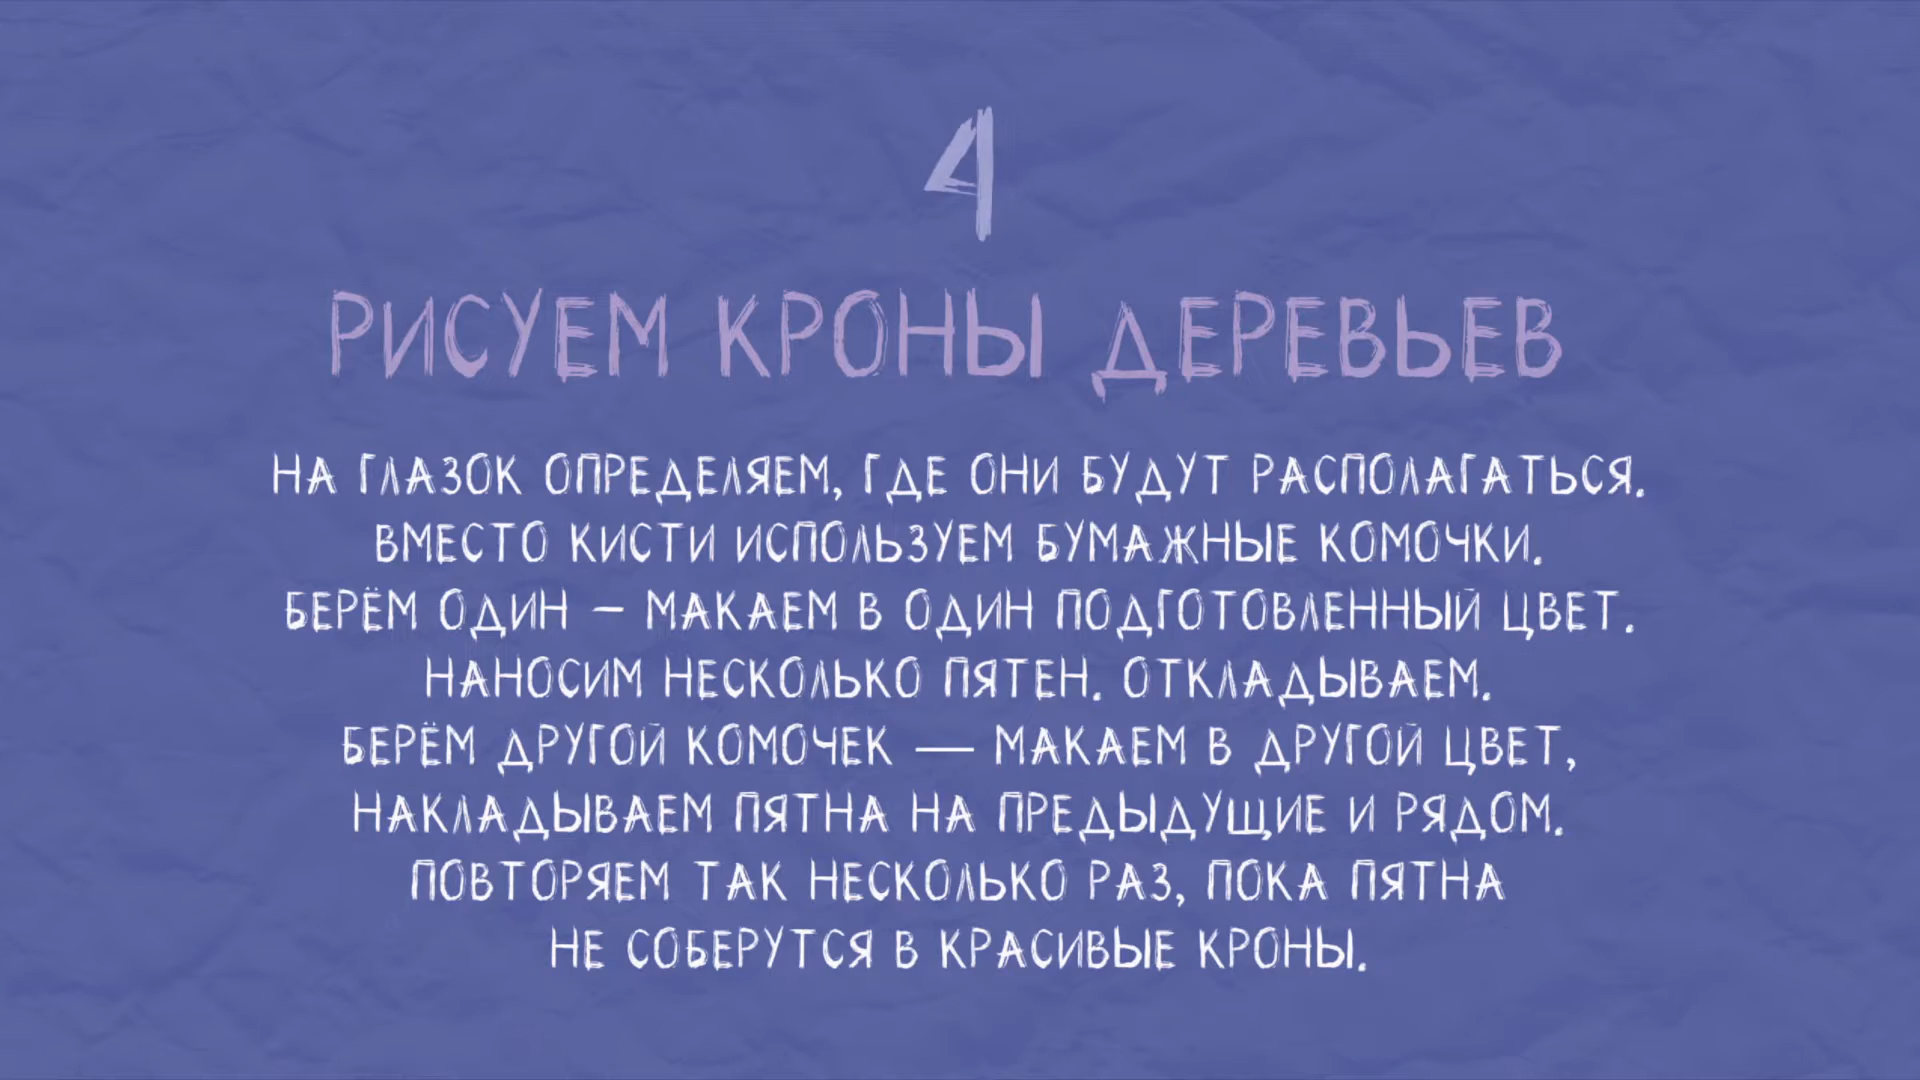 4
РИСУЕМ КРОНЫ ДЕРЕВЬЕВ
НА ГЛАЗОК ОПРЕДЕЛЯЕМ, ГДЕ ОНИ БУДУТ РАСПОЛАГАТЬСЯ.
ВМЕСТО КИСТИ ИСПОЛЬЗУЕМ БУМАЖНЫЕ КОМОЧКИ.
БЕРЁМ ОДИН – МАКАЕМ В ОДИН ПОДГОТОВЛЕННЫЙ ЦВЕТ.
НАНОСИМ НЕСКОЛЬКО ПЯТЕН. ОТКЛАДЫВАЕМ.
БЕРЁМ ДРУГОЙ КОМОЧЕК — МАКАЕМ В ДРУГОЙ ЦВЕТ,
НАКЛАДЫВАЕМ ПЯТНА НА ПРЕДЫДУЩИЕ И РЯДОМ.
ПОВТОРЯЕМ ТАК НЕСКОЛЬКО РАЗ, ПОКА ПЯТНА
НЕ СОБЕРУТСЯ В КРАСИВЫЕ КРОНЫ.